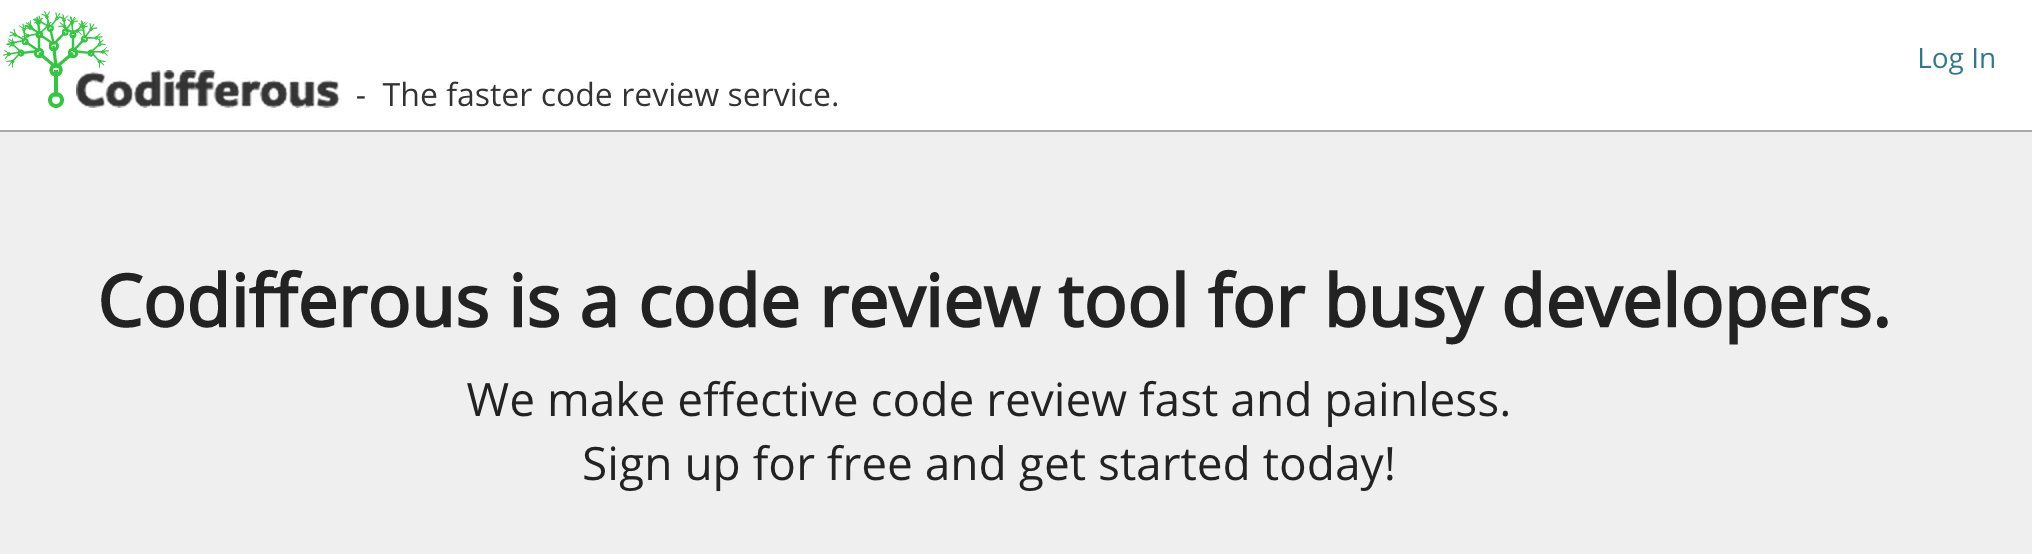 Codifferous - The faster code review service.
Log In
Codifferous is a code review tool for busy developers.
We make effective code review fast and painless.
Sign up for free and get started today!